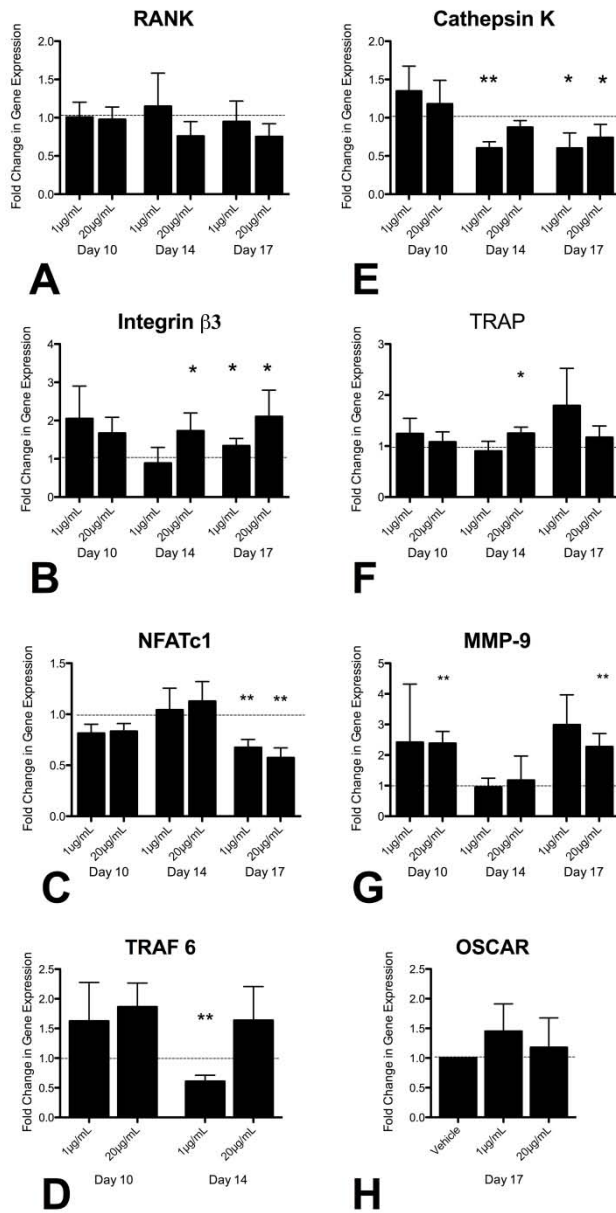 RANK
Fold Change in Gene Expression
2.0
1.5
1.0
0.5
0.0
1µg/mL
20µg/mL
1µg/mL
20µg/mL
1µg/mL
20µg/mL
Day 10
Day 14
Day 17
A
Cathepsin K
Fold Change in Gene Expression
2.0
1.5
1.0
0.5
0.0
**
*
*
1µg/mL
20µg/mL
1µg/mL
20µg/mL
1µg/mL
20µg/mL
Day 10
Day 14
Day 17
E
Integrin β3
Fold Change in Gene Expression
4
3
2
1
0
*
*
*
1µg/mL
20µg/mL
1µg/mL
20µg/mL
1µg/mL
20µg/mL
Day 10
Day 14
Day 17
B
TRAP
Fold Change in Gene Expression
3
2
1
0
*
1µg/mL
20µg/mL
1µg/mL
20µg/mL
1µg/mL
20µg/mL
Day 10
Day 14
Day 17
F
NFATc1
Fold Change in Gene Expression
1.5
1.0
0.5
0.0
**
**
1µg/mL
20µg/mL
1µg/mL
20µg/mL
1µg/mL
20µg/mL
Day 10
Day 14
Day 17
C
MMP-9
Fold Change in Gene Expression
5
4
3
2
1
0
**
**
1µg/mL
20µg/mL
1µg/mL
20µg/mL
1µg/mL
20µg/mL
Day 10
Day 14
Day 17
G
TRAF 6
Fold Change in Gene Expression
2.5
2.0
1.5
1.0
0.5
0.0
**
1µg/mL
20µg/mL
1µg/mL
20µg/mL
Day 10
Day 14
D
OSCAR
Fold Change in Gene Expression
2.5
2.0
1.5
1.0
0.5
0.0
Vehicle
1µg/mL
20µg/mL
Day 17
H